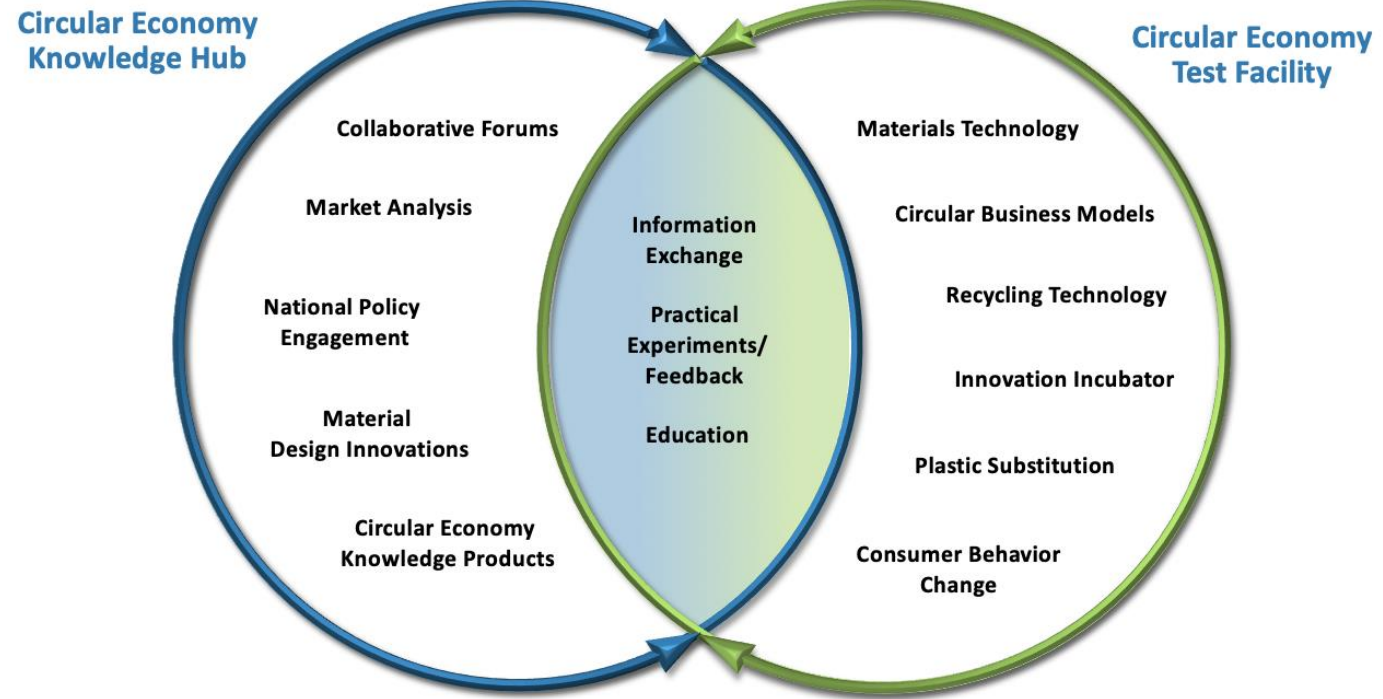 Circular Economy
Knowledge Hub
Circular Economy
Test Facility
Collaborative Forums
Market Analysis
National Policy
Engagement
Material
Design Innovations
Circular Economy
Knowledge Products
Information
Exchange
Practical
Experiments/
Feedback
Education
Materials Technology
Circular Business Models
Recycling Technology
Innovation Incubator
Plastic Substitution
Consumer Behavior
Change